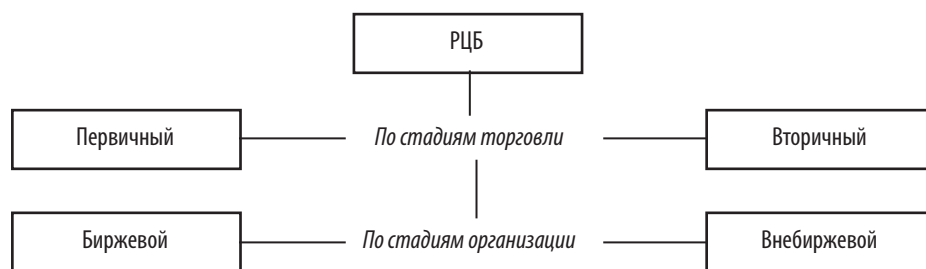 РЦБ
Первичный
По стадиям торговли
Вторичный
Биржевой
По стадиям организации
Внебиржевой